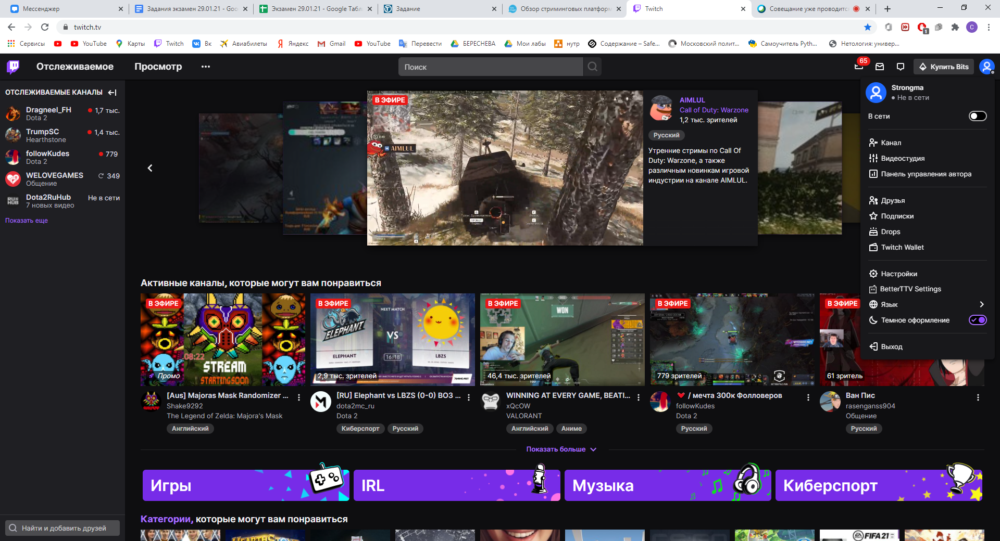 Мессенджер
Задания экзамен 29.01.21 - Goo
Экзамен 29.01.21 - Google Табл
Задание
Обзор стриминговых платформ
Twitch
Совещание уже проводится
twitch.tv
Сервисы
YouTube
Карты
Twitch
Вк
Авиабилеты
Яндекс
Gmail
YouTube
Перевести
БЕРЕСНЕВА
Мои лабы
нутр
Содержание – Safe...
Московский полит...
Самоучитель Pyth...
Нетология: универ...
Отслеживаемое
Просмотр
Поиск
65
Купить Bits
ОТСЛЕЖИВАЕМЫЕ КАНАЛЫ
Dragneel_FH
1,7 тыс.
Dota 2
TrumpSC
1,4 тыс.
Hearthstone
followKudes
779
Dota 2
WELOVEGAMES
349
Общение
Dota2RuHub
Не в сети
7 новых видео
Показать еще
Найти и добавить друзей
В ЭФИРЕ
AIMLUL
AIMLUL
Call of Duty: Warzone
1,2 тыс. зрителей
Русский
Утренние стримы по Call Of
Duty: Warzone, а также
различным новинкам игровой
индустрии на канале AIMLUL.
Strongma
Не в сети
В сети
Канал
Видеостудия
Панель управления автора
Друзья
Подписки
Drops
Twitch Wallet
Настройки
BetterTTV Settings
Язык
Темное оформление
Выход
Активные каналы, которые могут вам понравиться
В ЭФИРЕ
08:22
STREAM
STARTINGSOON
Промо
[Aus] Majoras Mask Randomizer ...
Shake9292
The Legend of Zelda: Majora's Mask
Английский
В ЭФИРЕ
NEXT MATCH
ELEPHANT
VS
ELEPHANT
LBZS
16:18
2,9 тыс. зрителей
[RU] Elephant vs LBZS (0-0) BO3 ...
dota2mc_ru
Dota 2
Киберспорт
Русский
В ЭФИРЕ
WON
46,4 тыс. зрителей
WINNING AT EVERY GAME, BEATI...
xQcOW
VALORANT
Английский
Аниме
В ЭФИРЕ
779 зрителей
/ мечта 300к Фолловеров
followKudes
Dota 2
Русский
В ЭФИРЕ
61 зритель
Ван Пис
rasenganss904
Общение
Русский
Показать больше
Игры
IRL
Музыка
Киберспорт
Категории, которые могут вам понравиться
FIFA 21